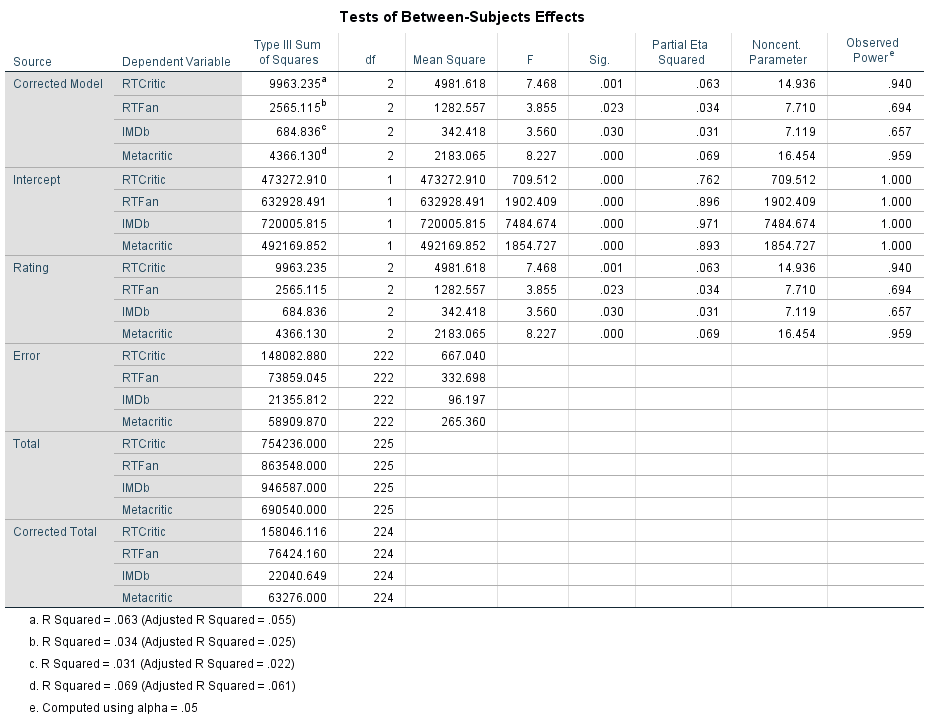 Tests of Between-Subjects Effects
Source Dependent Variable Type III Sum of Squares df Mean Square F Sig. Partial Eta Squared Noncent. Parameter Observed Power e
Corrected Model RTCritic 9963.235a 2 4981.618 7.468 .001 .063 14.936 .940
RTFan 2565.115b 2 1282.557 3.855 .023 .034 7.710 .694
IMDb 684.836c 2 342.418 3.560 .030 .031 7.119 .657
Metacritic 4366.130d 2 2183.065 8.227 .000 .069 16.454 .959
Intercept RTCritic 473272.910 1 473272.910 709.512 .000 .762 709.512 1.000
RTFan 632928.491 1 632928.491 1902.409 .000 .896 1902.409 1.000
IMDb 720005.815 1 720005.815 7484.674 .000 .971 7484.674 1.000
Metacritic 492169.852 1 492169.852 1854.727 .000 .893 1854.727 1.000
Rating RTCritic 9963.235 2 4981.618 7.468 .001 .063 14.936 .940
RTFan 2565.115 2 1282.557 3.855 .023 .034 7.710 .694
IMDb 684.836 2 342.418 3.560 .030 .031 7.119 .657
Metacritic 4366.130 2 2183.065 8.227 .000 .069 16.454 .959
Error RTCritic 148082.880 222 667.040
RTFan 73859.045 222 332.698
IMDb 21355.812 222 96.197
Metacritic 58909.870 222 265.360
Total RTCritic 754236.000 225
RTFan 863548.000 225
IMDb 946587.000 225
Metacritic 690540.000 225
Corrected Total RTCritic 158046.116 224
RTFan 76424.160 224
IMDb 22040.649 224
Metacritic 63276.000 224
a. R Squared = .063 (Adjusted R Squared = .055)
b. R Squared = .034 (Adjusted R Squared = .025)
c. R Squared = .031 (Adjusted R Squared = .022)
d. R Squared = .069 (Adjusted R Squared = .061)
e. Computed using alpha = .05